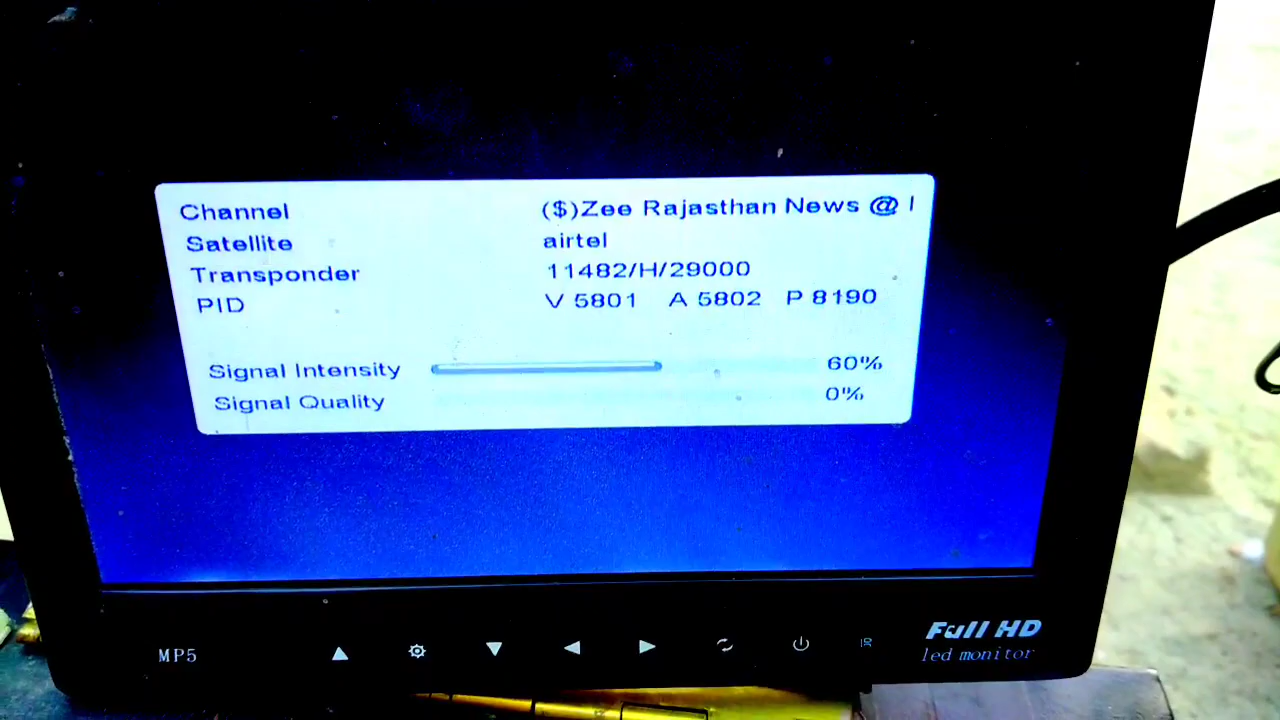 Channel ($)Zee Rajasthan News @
Satellite airtel
Transponder 11482/H/29000
PID V 5801 A 5802 P 8190
Signal Intensity 60%
Signal Quality 0%
MP5
Full HD
led monitor